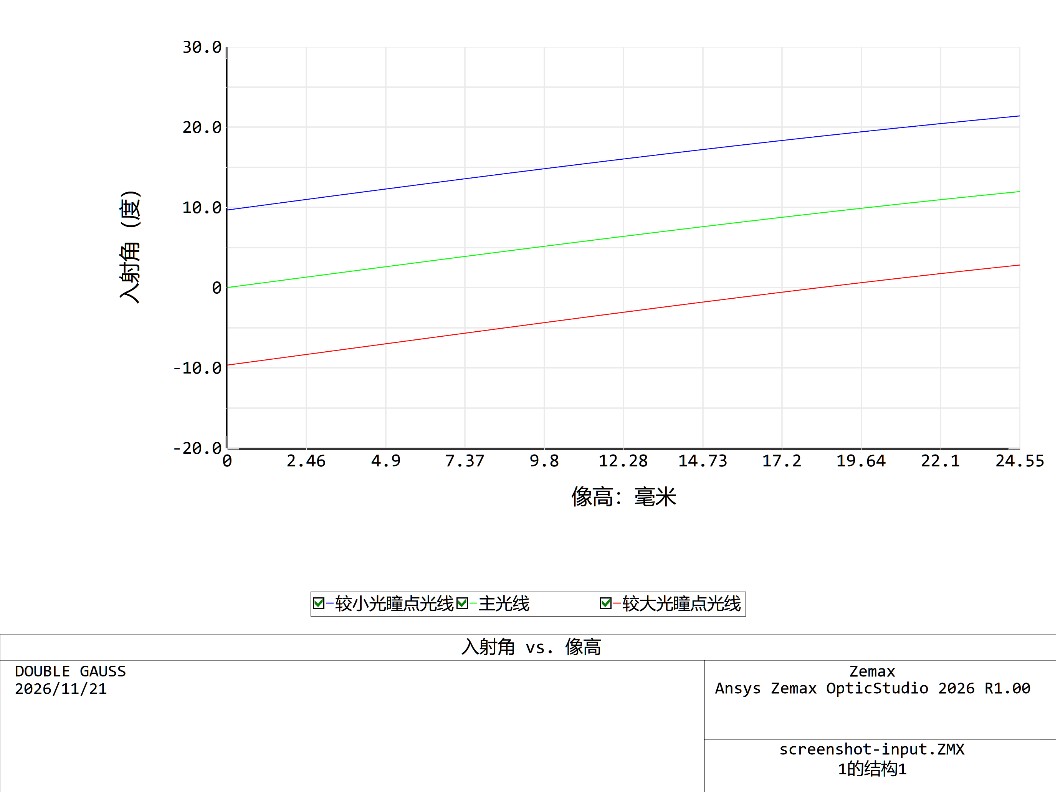 30.0
20.0
10.0
0
-10.0
-20.0
入射角 (度)
0 2.46 4.9 7.37 9.8 12.28 14.73 17.2 19.64 22.1 24.55
像高: 毫米
较小光瞳点光线 主光线 较大光瞳点光线
入射角 vs. 像高
DOUBLE GAUSS
2026/11/21
Zemax
Ansys Zemax OpticStudio 2026 R1.00
screenshot-input.ZMX
1的结构1